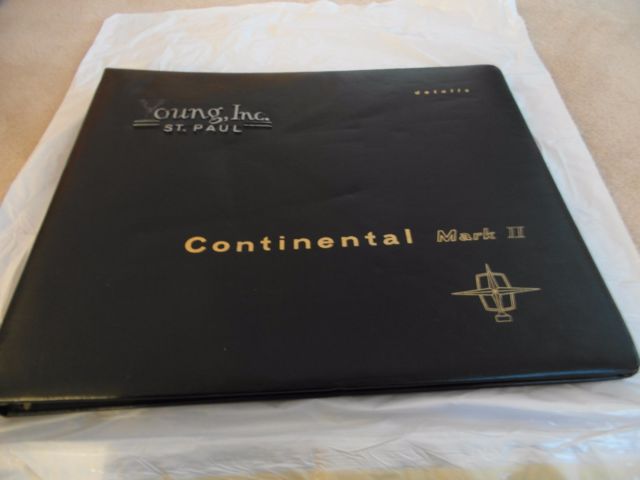 details
Young, Inc.
ST. PAUL
Continental Mark II